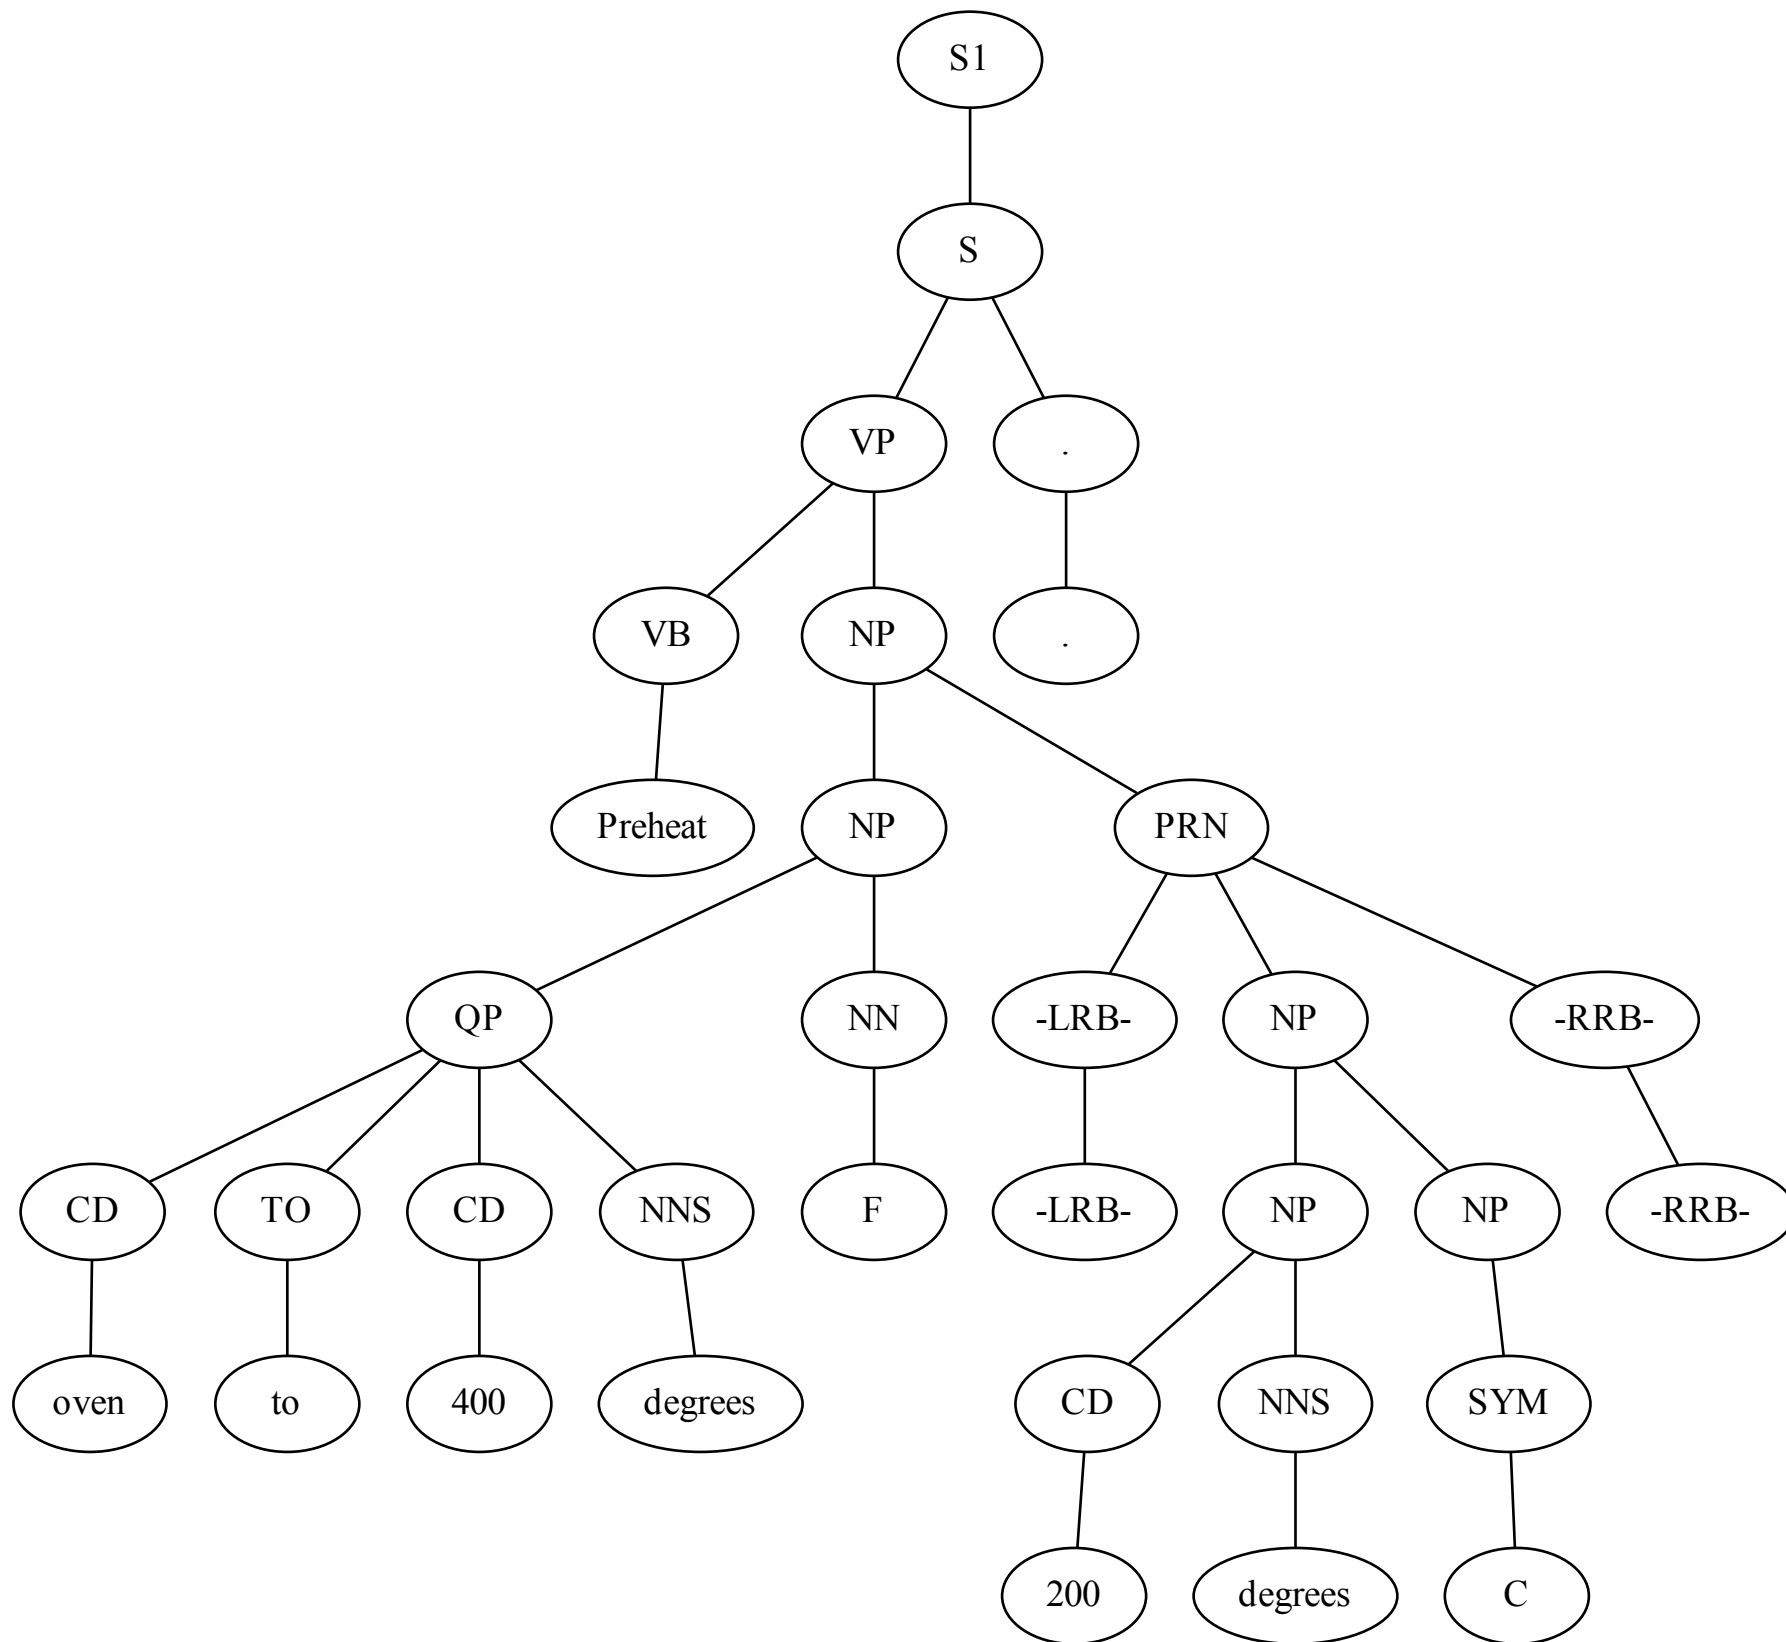 S1
S
VP .
VB NP .
Preheat NP PRN
QP NN -LRB- NP -RRB-
CD TO CD NNS F -LRB- NP NP -RRB-
oven to 400 degrees CD NNS SYM
200 degrees C